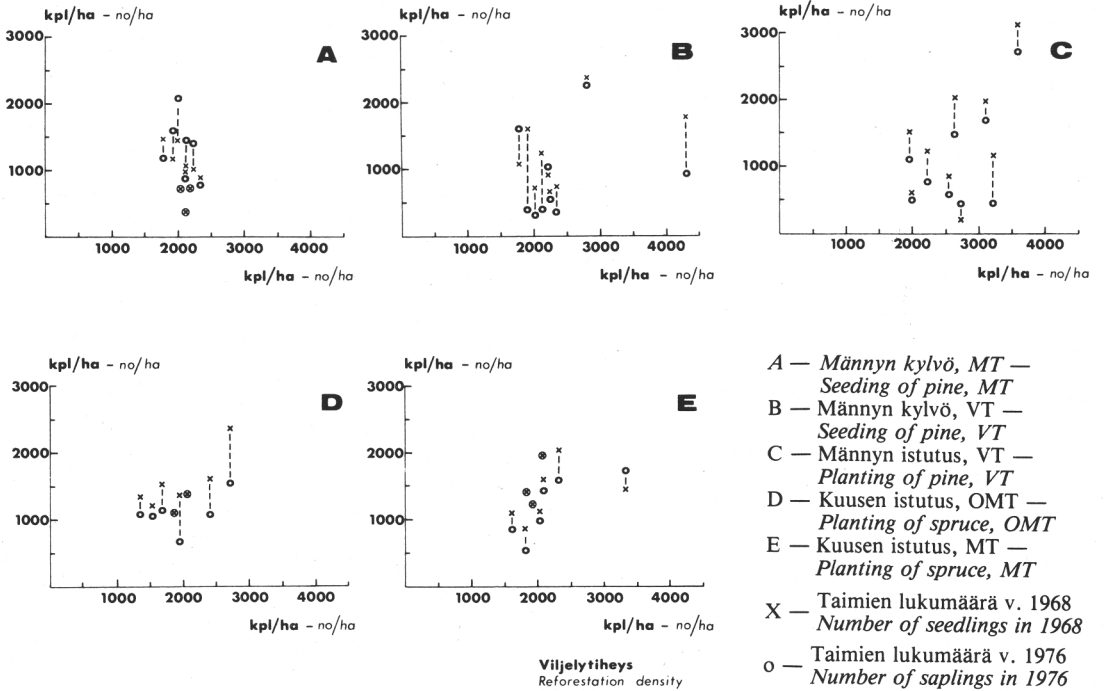 kpl/ha – no/ha
3000
2000
1000
A
1000 2000 3000 4000
kpl/ha – no/ha
kpl/ha – no/ha
3000
2000
1000
B
1000 2000 3000 4000
kpl/ha – no/ha
kpl/ha – no/ha
3000
2000
1000
C
1000 2000 3000 4000
kpl/ha – no/ha
kpl/ha – no/ha
3000
2000
1000
D
1000 2000 3000 4000
kpl/ha – no/ha
kpl/ha – no/ha
3000
2000
1000
E
1000 2000 3000 4000
kpl/ha – no/ha
Viljelytiheys
Reforestation density
A — Männyn kylvö, MT —
Seeding of pine, MT
B — Männyn kylvö, VT —
Seeding of pine, VT
C — Männyn istutus, VT —
Planting of pine, VT
D — Kuusen istutus, OMT —
Planting of spruce, OMT
E — Kuusen istutus, MT —
Planting of spruce, MT
X — Taimien lukumäärä v. 1968
Number of seedlings in 1968
o — Taimien lukumäärä v. 1976
Number of saplings in 1976